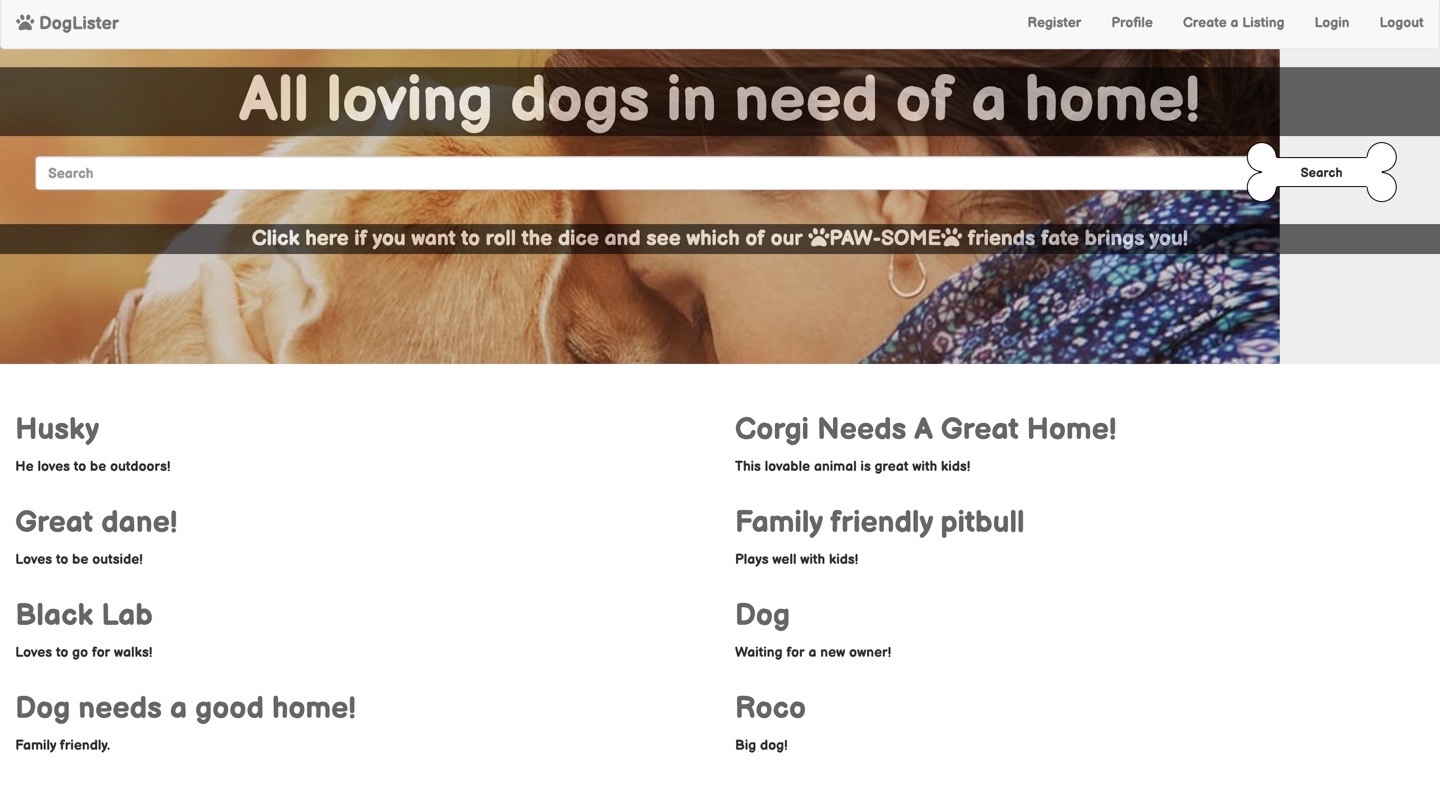 DogLister Register Profile Create a Listing Login Logout
All loving dogs in need of a home!
Search Search
Click here if you want to roll the dice and see which of our PAW-SOME friends fate brings you!
Husky
He loves to be outdoors!
Corgi Needs A Great Home!
This lovable animal is great with kids!
Great dane!
Loves to be outside!
Family friendly pitbull
Plays well with kids!
Black Lab
Loves to go for walks!
Dog
Waiting for a new owner!
Dog needs a good home!
Family friendly.
Roco
Big dog!